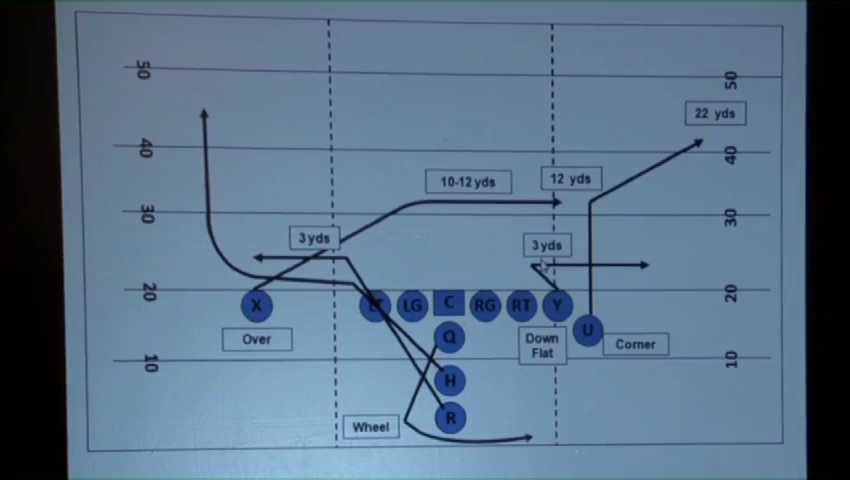 50
50
22 yds
40
40
10-12 yds
12 yds
30
30
3 yds
3 yds
20
20
X
LT
LG
C
RG
RT
Y
U
Over
Q
Down
Flat
Corner
10
10
H
R
Wheel